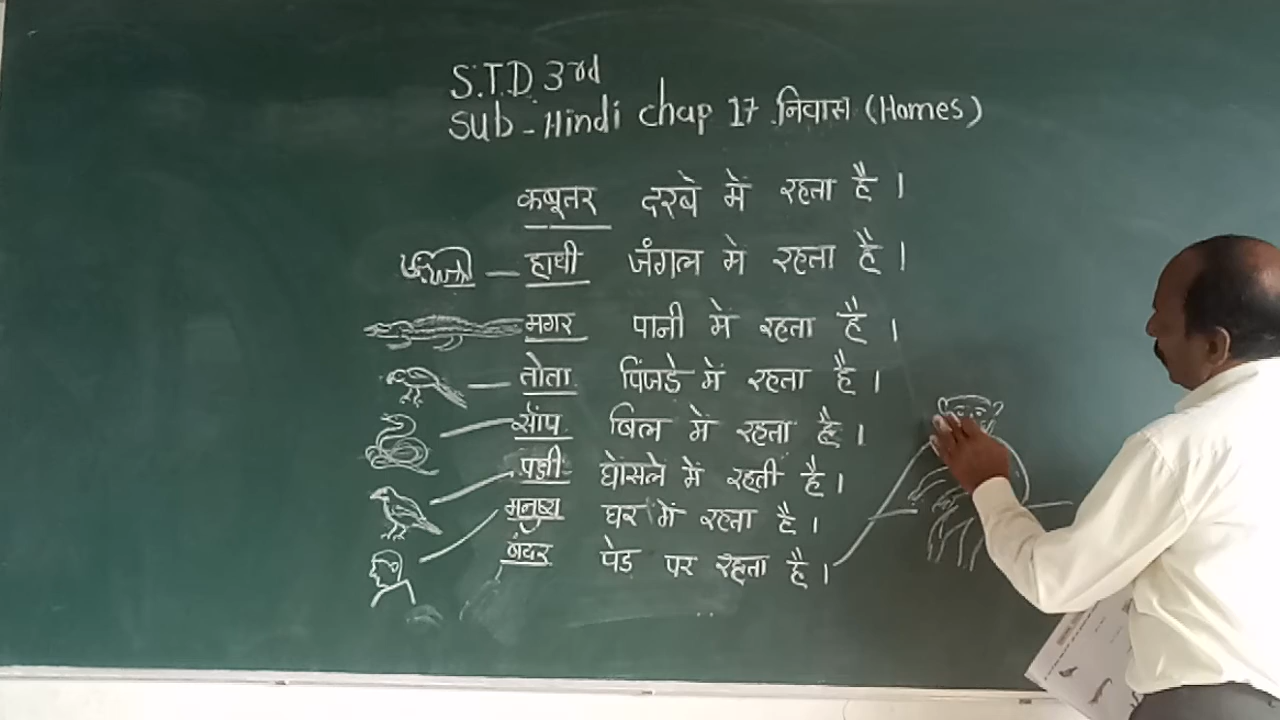 S.T.D. 3rd
Sub - Hindi chap 17 निवास (Homes)
कबूतर दरबे में रहता है ।
हाथी जंगल में रहता है ।
मगर पानी में रहता है ।
तोता पिंजडे में रहता है ।
साँप बिल में रहता है ।
पक्षी घोंसले में रहती है ।
मनुष्य घर में रहता है ।
बंदर पेड पर रहता है ।